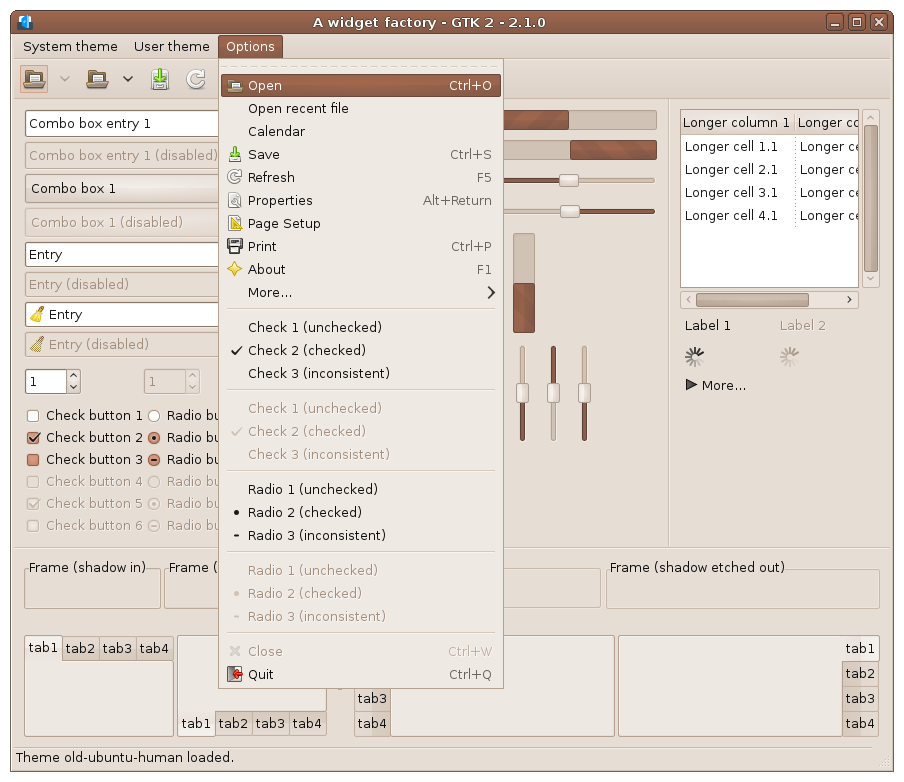 A widget factory - GTK 2 - 2.1.0
System theme User theme Options
Open Ctrl+O
Open recent file
Calendar
Save Ctrl+S
Refresh F5
Properties Alt+Return
Page Setup
Print Ctrl+P
About F1
More...
Check 1 (unchecked)
Check 2 (checked)
Check 3 (inconsistent)
Check 1 (unchecked)
Check 2 (checked)
Check 3 (inconsistent)
Radio 1 (unchecked)
Radio 2 (checked)
Radio 3 (inconsistent)
Radio 1 (unchecked)
Radio 2 (checked)
Radio 3 (inconsistent)
Close Ctrl+W
Quit Ctrl+Q
Combo box entry 1
Combo box entry 1 (disabled)
Combo box 1
Combo box 1 (disabled)
Entry
Entry (disabled)
Entry
Entry (disabled)
1 1
Check button 1 Radio bu
Check button 2 Radio bu
Check button 3 Radio bu
Check button 4 Radio bu
Check button 5 Radio bu
Check button 6 Radio bu
Longer column 1 Longer co
Longer cell 1.1 Longer ce
Longer cell 2.1 Longer ce
Longer cell 3.1 Longer ce
Longer cell 4.1 Longer ce
Label 1 Label 2
More...
Frame (shadow in) Frame ( Frame (shadow etched out)
tab1 tab2 tab3 tab4
tab1 tab2 tab3 tab4
tab3
tab4
tab1
tab2
tab3
tab4
Theme old-ubuntu-human loaded.